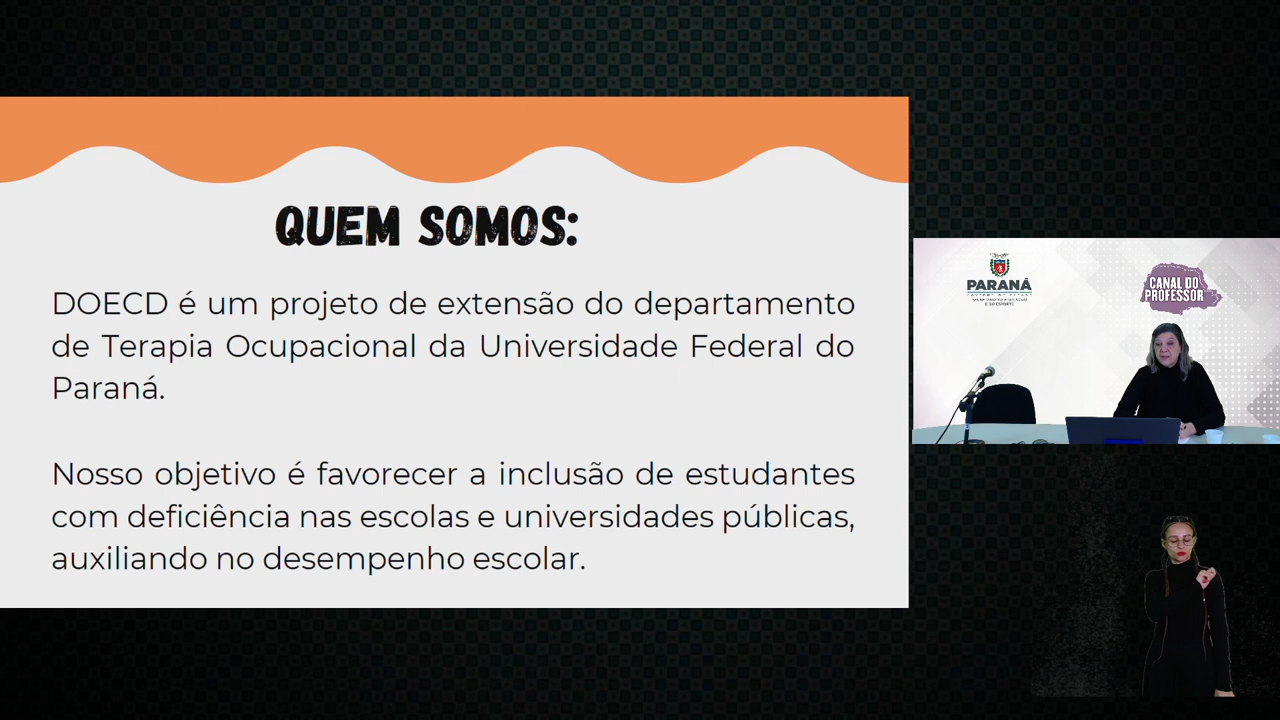 QUEM SOMOS:
DOECD é um projeto de extensão do departamento
de Terapia Ocupacional da Universidade Federal do
Paraná.
Nosso objetivo é favorecer a inclusão de estudantes
com deficiência nas escolas e universidades públicas,
auxiliando no desempenho escolar.
PARANÁ
CANAL DO
PROFESSOR